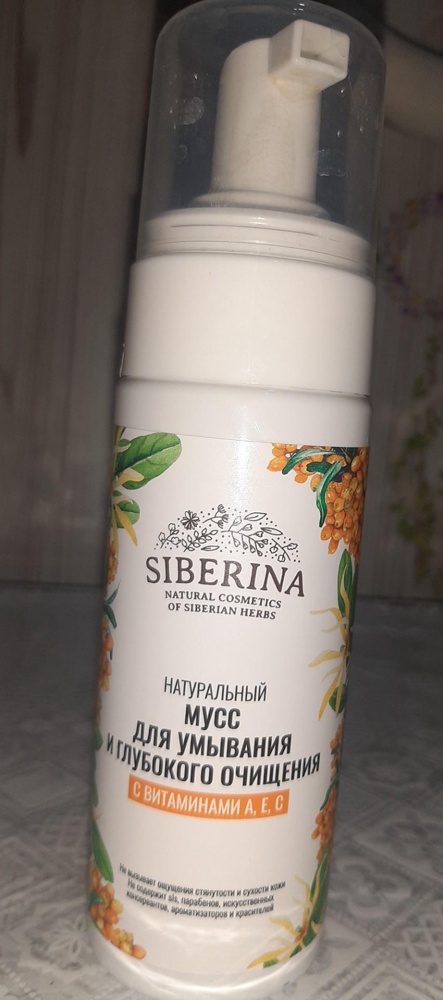 SIBERINA
NATURAL COSMETICS
OF SIBERIAN HERBS
НАТУРАЛЬНЫЙ
МУСС
ДЛЯ УМЫВАНИЯ
И ГЛУБОКОГО ОЧИЩЕНИЯ
С ВИТАМИНАМИ А, Е, С
Не вызывает ощущения стянутости и сухости кожи
Не содержит sls, парабенов, искусственных
консервантов, ароматизаторов и красителей